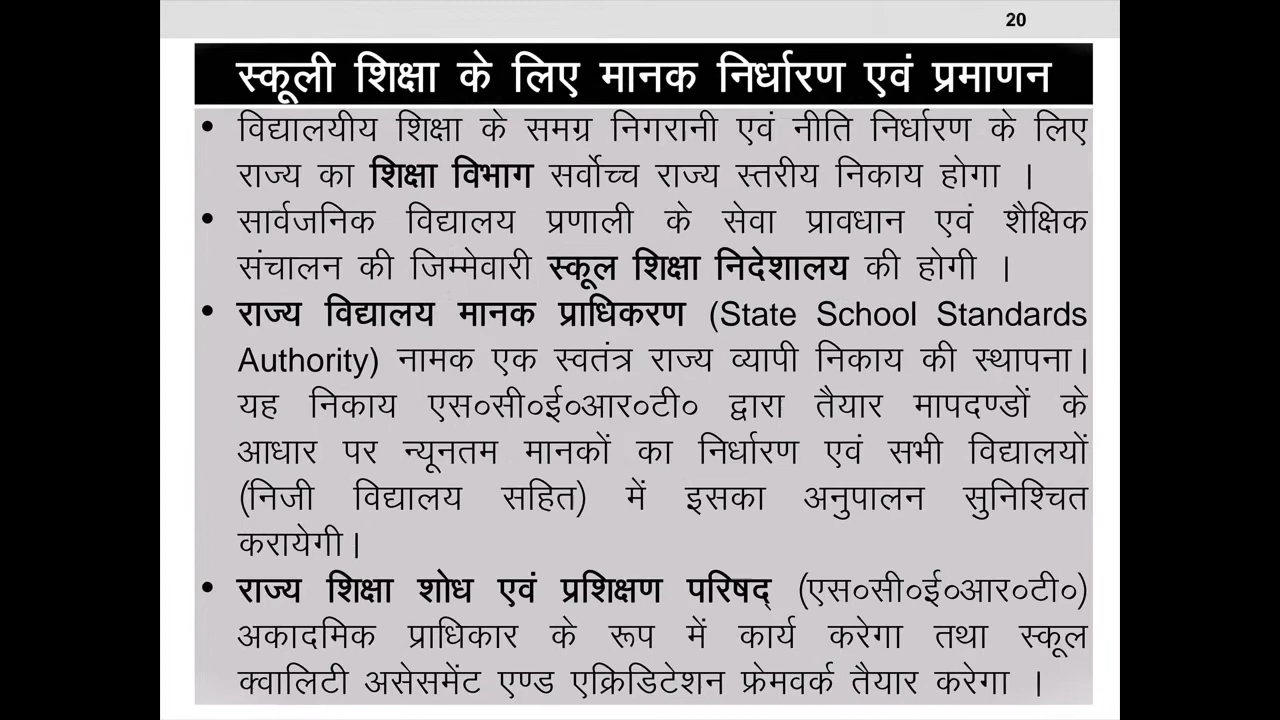 20
स्कूली शिक्षा के लिए मानक निर्धारण एवं प्रमाणन
• विद्यालयीय शिक्षा के समग्र निगरानी एवं नीति निर्धारण के लिए
राज्य का शिक्षा विभाग सर्वोच्च राज्य स्तरीय निकाय होगा ।
• सार्वजनिक विद्यालय प्रणाली के सेवा प्रावधान एवं शैक्षिक
संचालन की जिम्मेवारी स्कूल शिक्षा निदेशालय की होगी ।
• राज्य विद्यालय मानक प्राधिकरण (State School Standards
Authority) नामक एक स्वतंत्र राज्य व्यापी निकाय की स्थापना।
यह निकाय एस०सी०ई०आर०टी० द्वारा तैयार मापदण्डों के
आधार पर न्यूनतम मानकों का निर्धारण एवं सभी विद्यालयों
(निजी विद्यालय सहित) में इसका अनुपालन सुनिश्चित
करायेगी।
• राज्य शिक्षा शोध एवं प्रशिक्षण परिषद् (एस०सी०ई०आर०टी०)
अकादमिक प्राधिकार के रूप में कार्य करेगा तथा स्कूल
क्वालिटी असेसमेंट एण्ड एक्रिडिटेशन फ्रेमवर्क तैयार करेगा ।